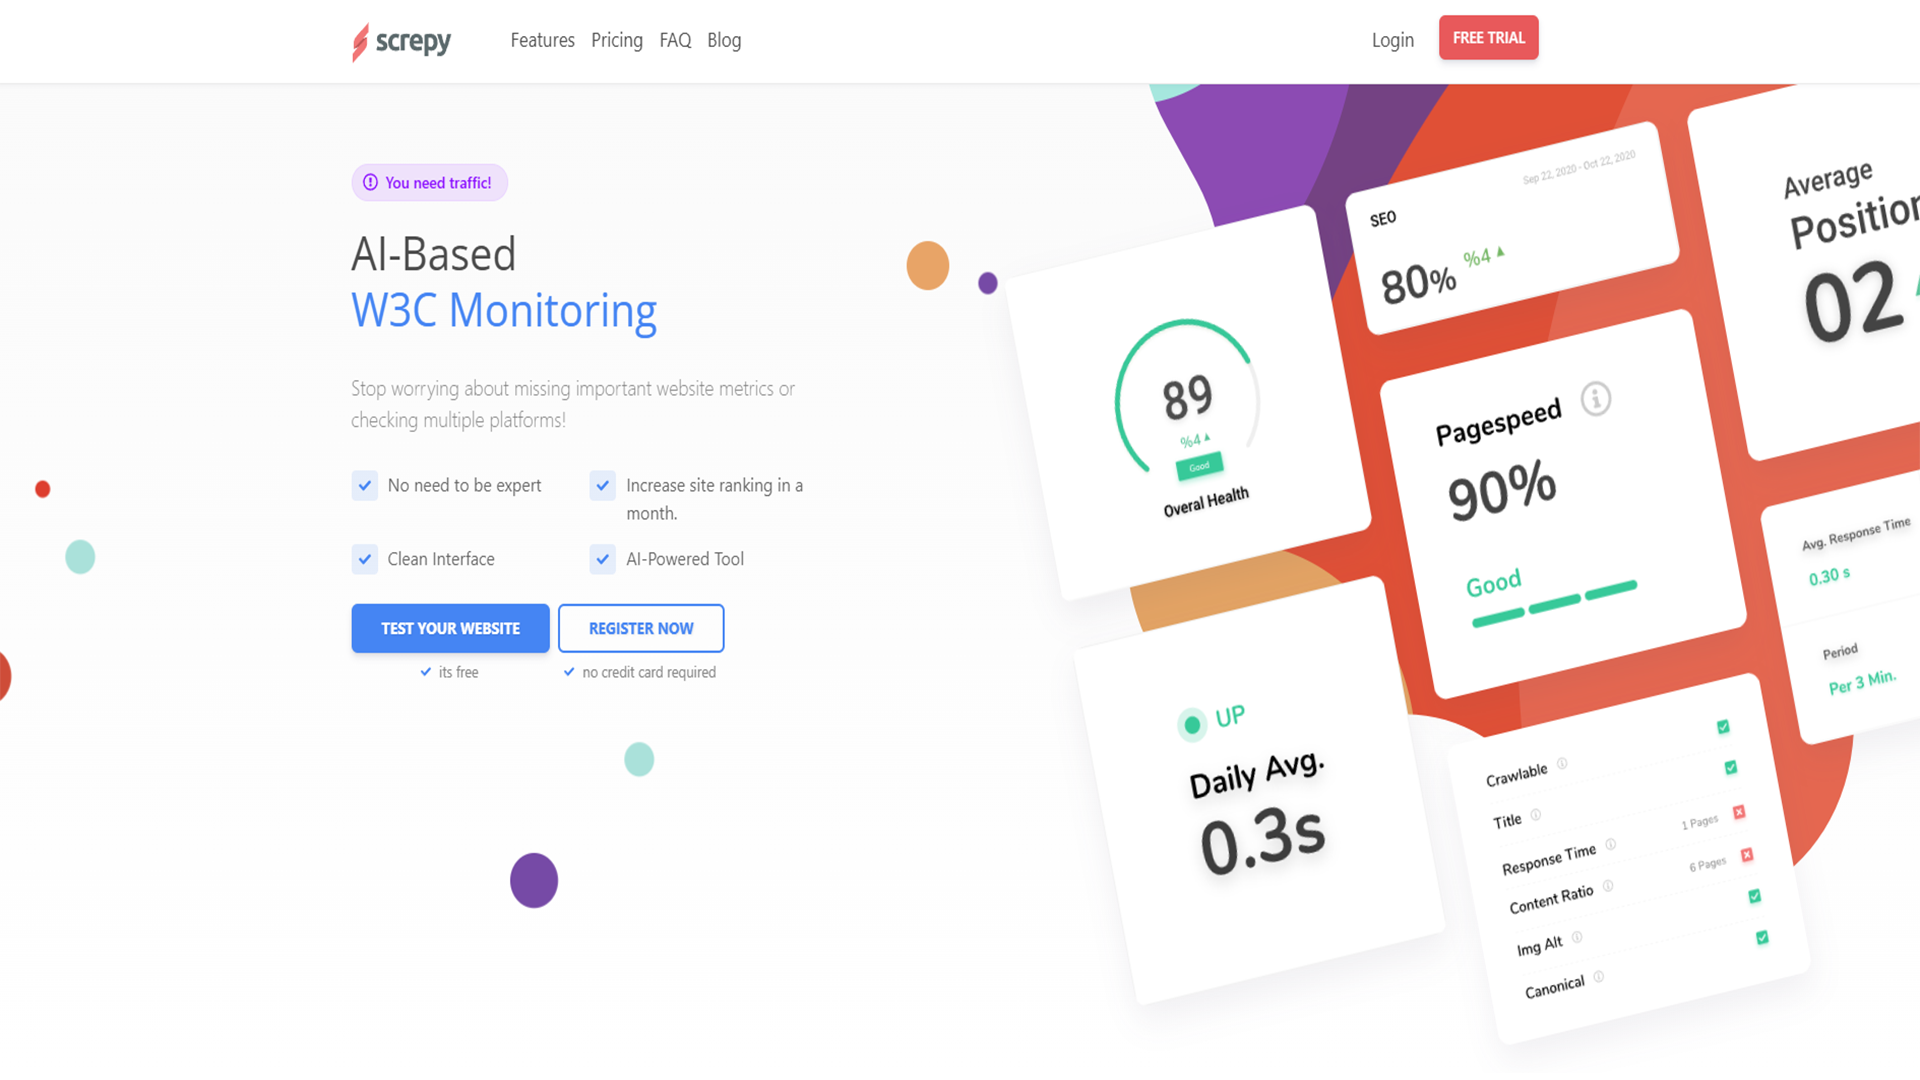 screpy
Features Pricing FAQ Blog
Login
FREE TRIAL
You need traffic!
AI-Based
W3C Monitoring
Stop worrying about missing important website metrics or
checking multiple platforms!
No need to be expert
Increase site ranking in a
month.
Clean Interface
AI-Powered Tool
TEST YOUR WEBSITE
REGISTER NOW
its free
no credit card required
89
%4
Good
Overal Health
Sep 22, 2020 - Oct 22, 2020
SEO
80% %4
Average
Position
02
Pagespeed
90%
Good
Avg. Response Time
0.30 s
Period
Per 3 Min.
UP
Daily Avg.
0.3s
Crawlable
Title
Response Time 1 Pages
Content Ratio 6 Pages
Img Alt
Canonical